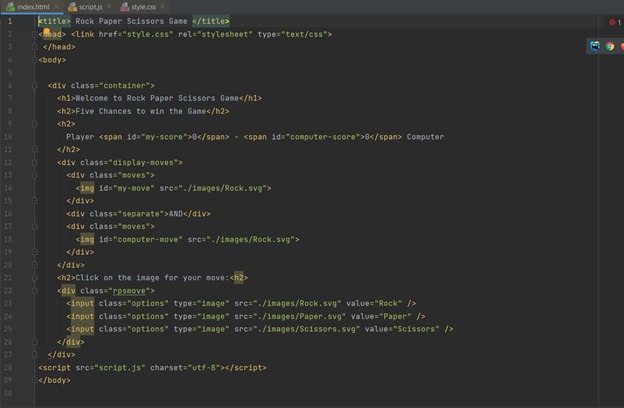 index.html script.js style.css
1 <title> Rock Paper Scissors Game </title>
1
2 <head> <link href="style.css" rel="stylesheet" type="text/css">
3 </head>
4 <body>
5
6 <div class="container">
7 <h1>Welcome to Rock Paper Scissors Game</h1>
8 <h2>Five Chances to win the Game</h2>
9 <h2>
10 Player <span id="my-score">0</span> - <span id="computer-score">0</span> Computer
11 </h2>
12 <div class="display-moves">
13 <div class="moves">
14 <img id="my-move" src="./images/Rock.svg">
15 </div>
16 <div class="separate">AND</div>
17 <div class="moves">
18 <img id="computer-move" src="./images/Rock.svg">
19 </div>
20 </div>
21 <h2>Click on the image for your move:<h2>
22 <div class="rpsmove">
23 <input class="options" type="image" src="./images/Rock.svg" value="Rock" />
24 <input class="options" type="image" src="./images/Paper.svg" value="Paper" />
25 <input class="options" type="image" src="./images/Scissors.svg" value="Scissors" />
26 </div>
27 </div>
28 <script src="script.js" charset="utf-8"></script>
29 </body>
30